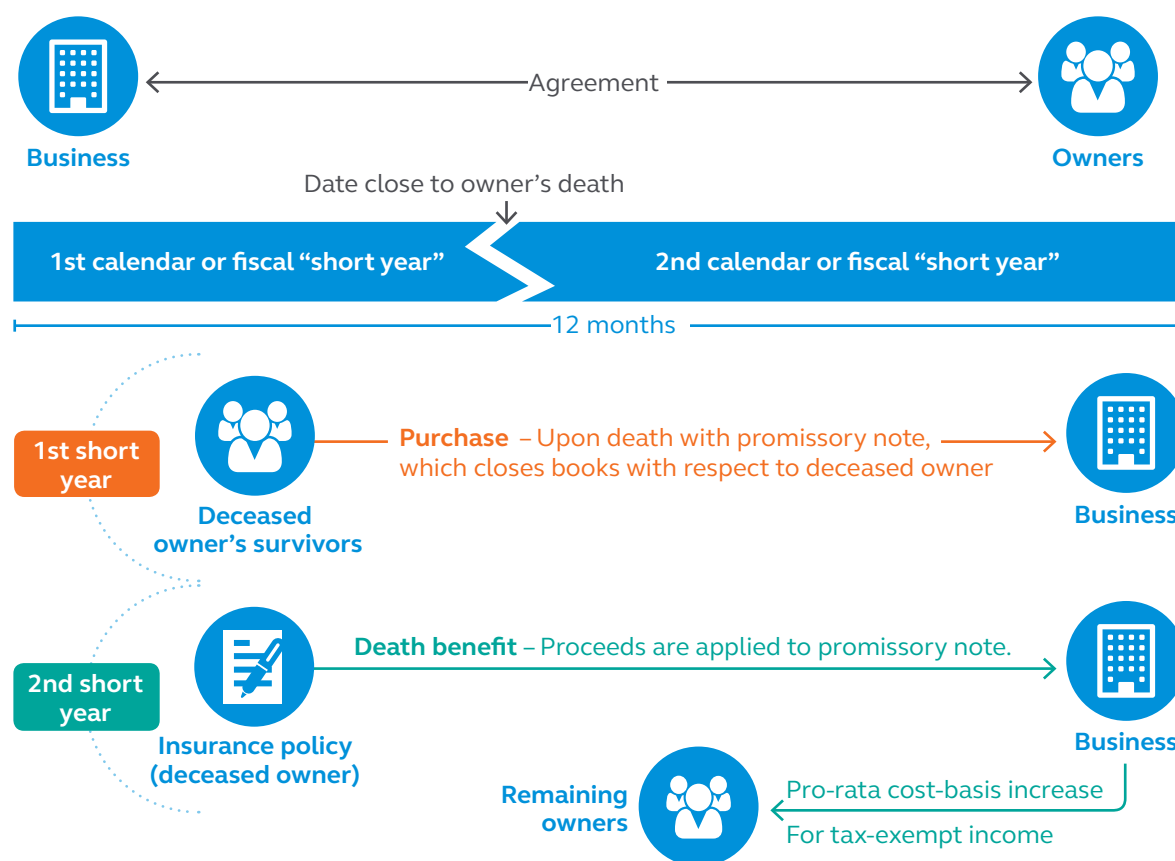 Agreement
Business
Owners
Date close to owner’s death
1st calendar or fiscal “short year”
2nd calendar or fiscal “short year”
12 months
1st short
year
Purchase – Upon death with promissory note,
which closes books with respect to deceased owner
Deceased
owner’s survivors
Business
2nd short
year
Death benefit – Proceeds are applied to promissory note.
Insurance policy
(deceased owner)
Business
Remaining
owners
Pro-rata cost-basis increase
For tax-exempt income